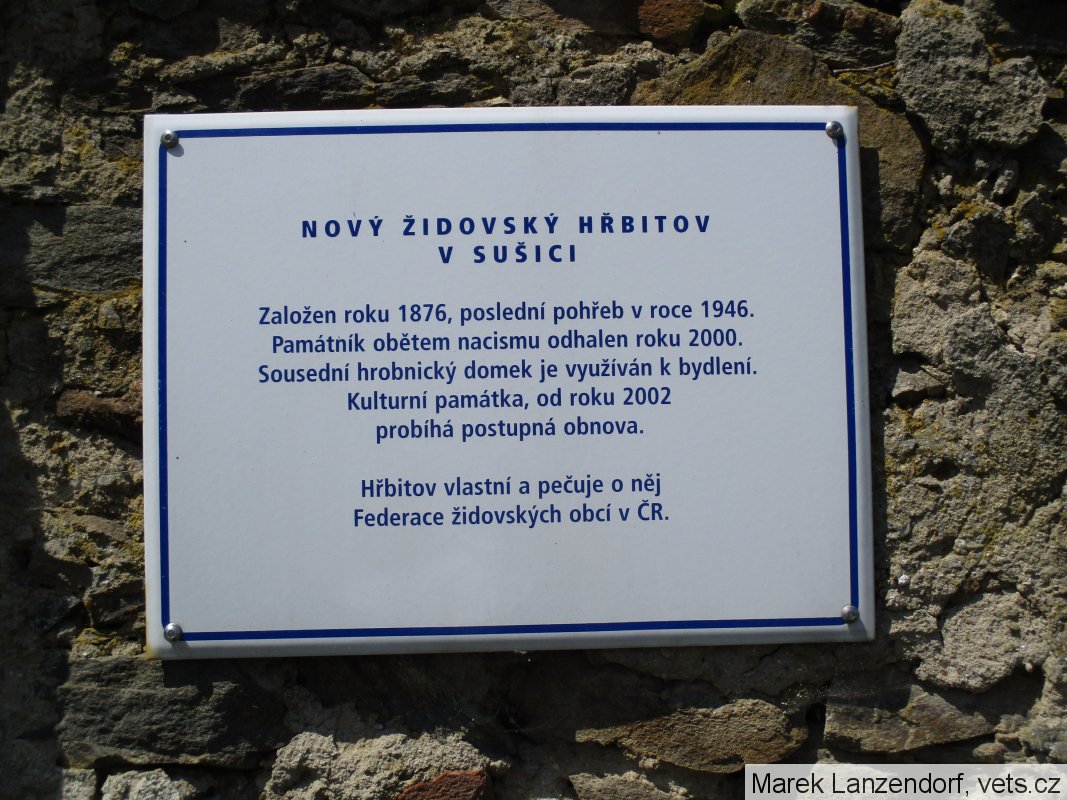 NOVÝ ŽIDOVSKÝ HŘBITOV
V SUŠICI
Založen roku 1876, poslední pohřeb v roce 1946.
Památník obětem nacismu odhalen roku 2000.
Sousední hrobnický domek je využíván k bydlení.
Kulturní památka, od roku 2002
probíhá postupná obnova.
Hřbitov vlastní a pečuje o něj
Federace židovských obcí v ČR.
Marek Lanzendorf, vets.cz